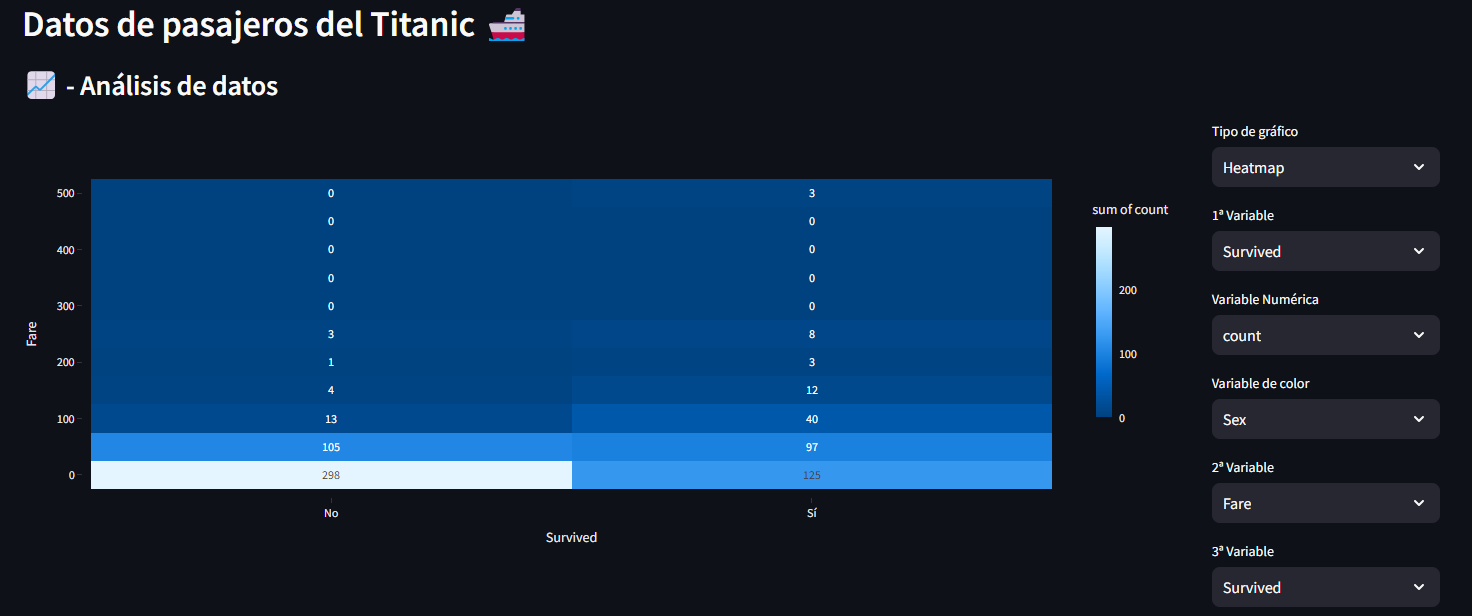 Datos de pasajeros del Titanic
- Análisis de datos
Tipo de gráfico
Heatmap
1ª Variable
Survived
Variable Numérica
count
Variable de color
Sex
2ª Variable
Fare
3ª Variable
Survived
sum of count
200
100
0
Fare
500 0 3
0 0
400 0 0
0 0
300 0 0
3 8
200 1 3
4 12
100 13 40
105 97
0 298 125
No Sí
Survived